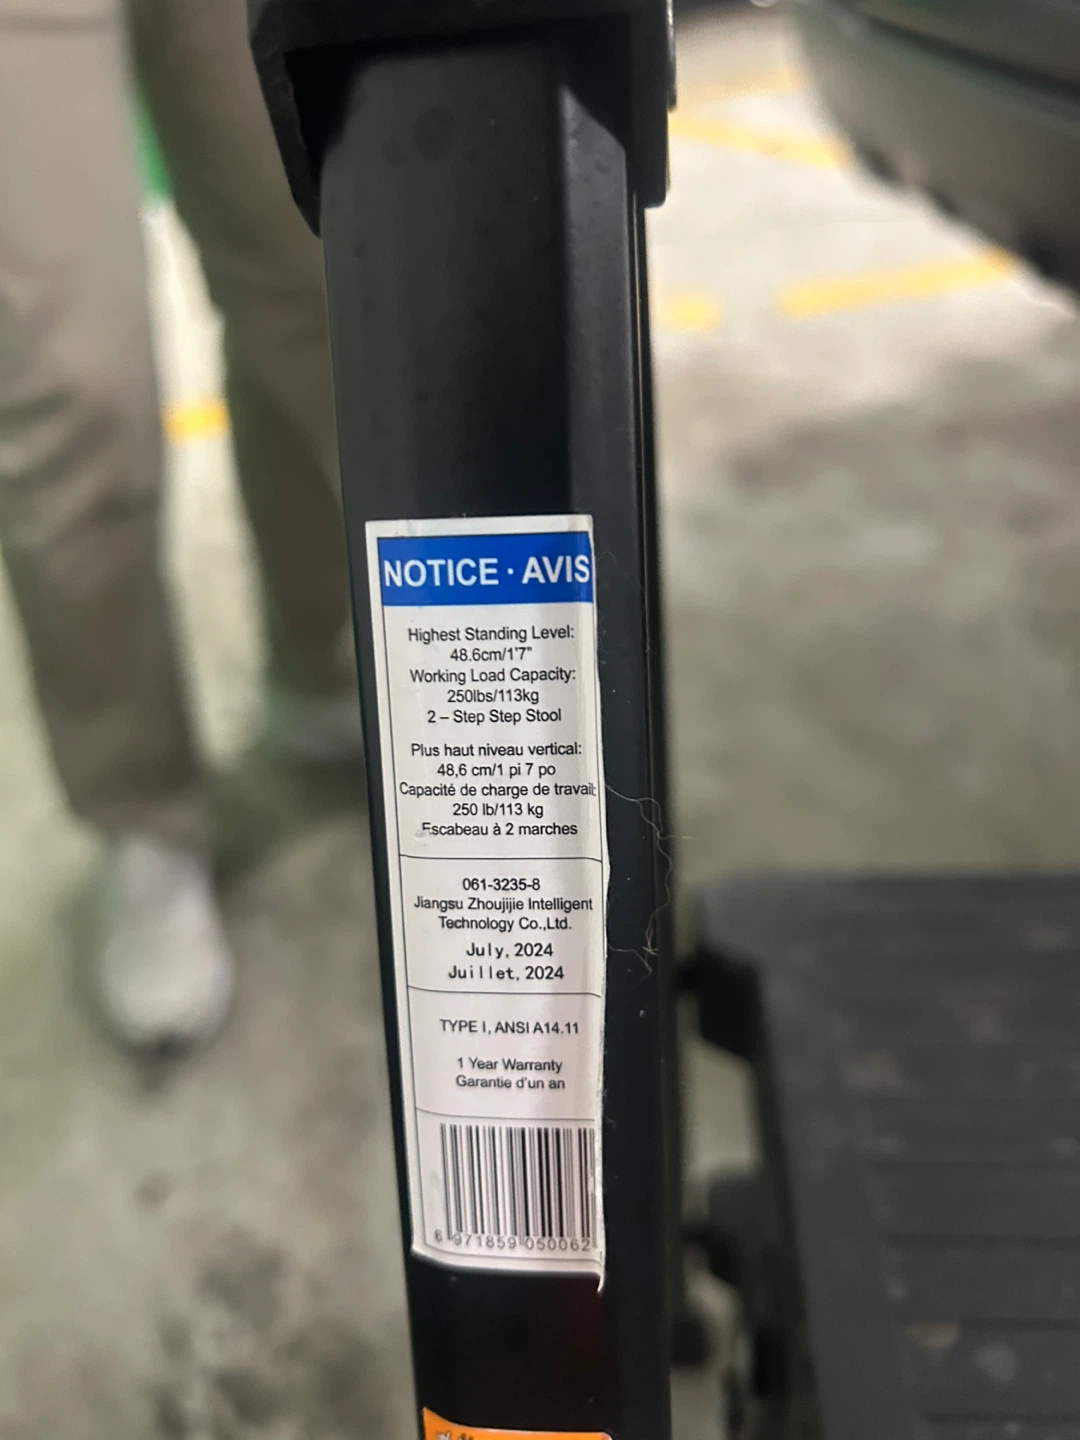 NOTICE · AVIS
Highest Standing Level:
48.6cm/1'7"
Working Load Capacity:
250lbs/113kg
2 – Step Step Stool
Plus haut niveau vertical:
48,6 cm/1 pi 7 po
Capacité de charge de travail:
250 lb/113 kg
Escabeau à 2 marches
061-3235-8
Jiangsu Zhoujijie Intelligent
Technology Co.,Ltd.
July, 2024
Juillet, 2024
TYPE I, ANSI A14.11
1 Year Warranty
Garantie d'un an
6 971859 050062